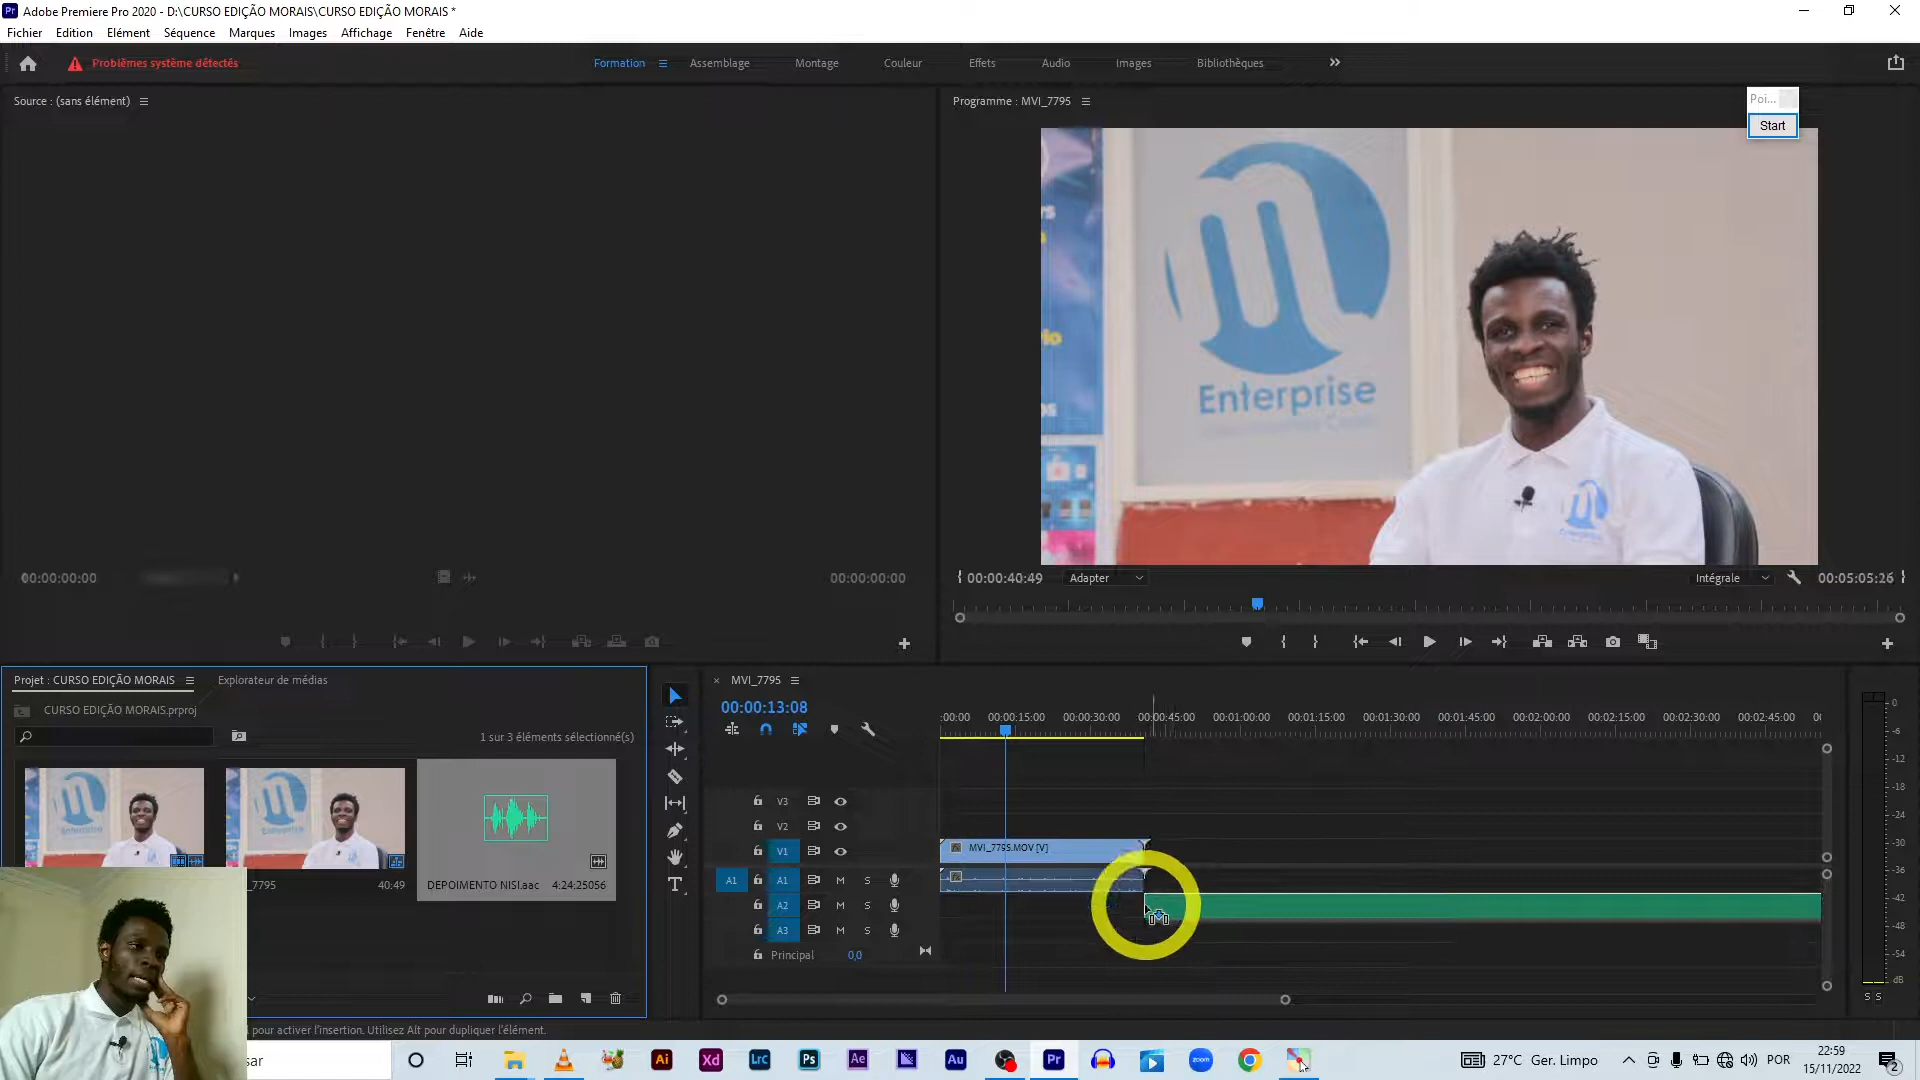 Adobe Premiere Pro 2020 - D:\CURSO EDIÇÃO MORAIS\CURSO EDIÇÃO MORAIS *
Fichier Edition Elément Séquence Marques Images Affichage Fenêtre Aide
Problèmes système détectés
Formation Assemblage Montage Couleur Effets Audio Images Bibliothèques
Source : (sans élément)
Programme : MVI_7795
Poi...
Start
Enterprise
Enterprise
00:00:00:00
00:00:00:00
00:00:40:49 Adapter Intégrale 00:05:05:26
Projet : CURSO EDIÇÃO MORAIS Explorateur de médias
CURSO EDIÇÃO MORAIS.prproj
1 sur 3 éléments sélectionné(s)
_7795 40:49 DEPOIMENTO NISI.aac 4:24:25056
MVI_7795
00:00:13:08
:00:00 00:00:15:00 00:00:30:00 00:00:45:00 00:01:00:00 00:01:15:00 00:01:30:00 00:01:45:00 00:02:00:00 00:02:15:00 00:02:30:00 00:02:45:00
V3
V2
V1 MVI_7795.MOV [V]
A1 A1 M S
A2 M S
A3 M S
Principal 0,0
0
-6
-12
-18
-24
-30
-36
-42
-48
-54
dB
S S
pour activer l'insertion. Utilisez Alt pour dupliquer l'élément.
sar
27°C Ger. Limpo
POR
22:59
15/11/2022
2